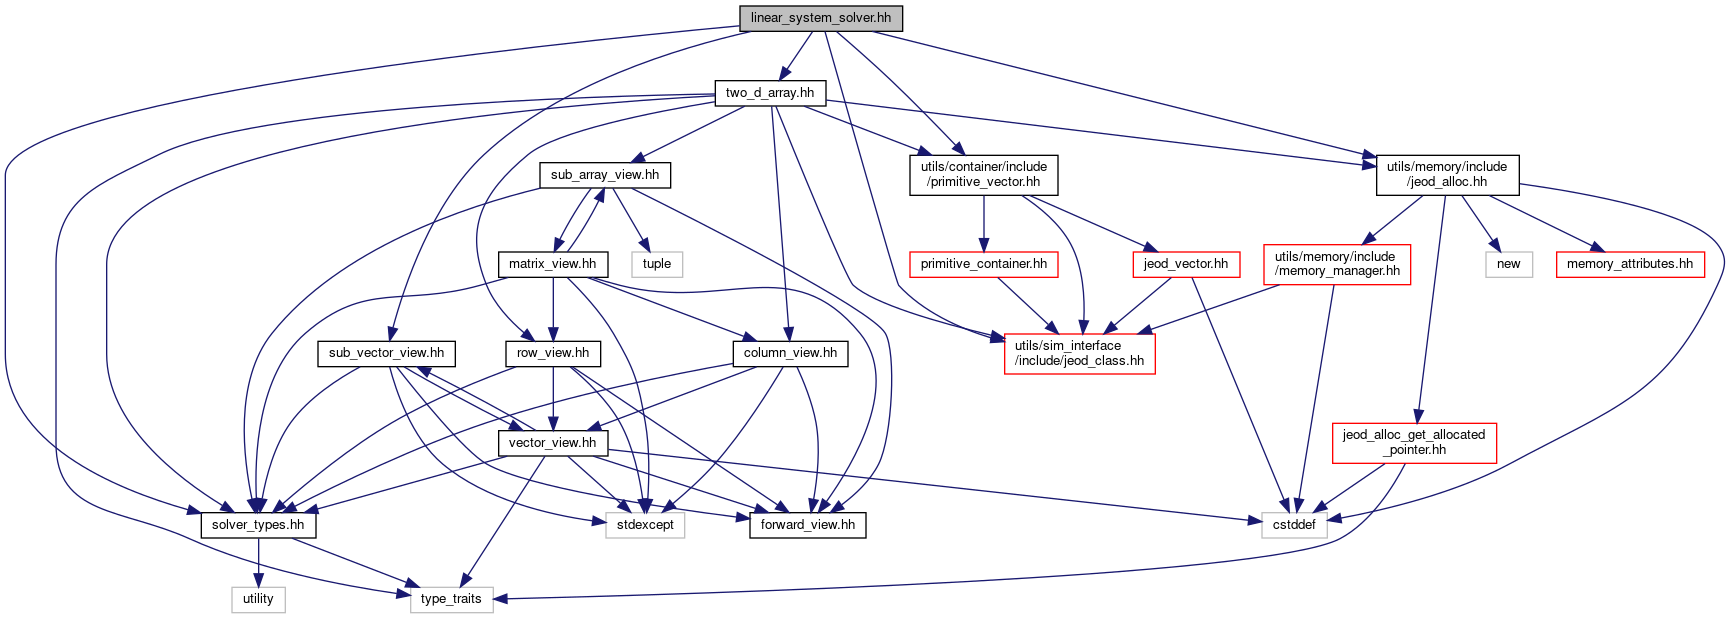 linear_system_solver.hh
two_d_array.hh
sub_array_view.hh
utils/container/include
/primitive_vector.hh
utils/memory/include
/jeod_alloc.hh
matrix_view.hh
tuple
primitive_container.hh
jeod_vector.hh
utils/memory/include
/memory_manager.hh
new
memory_attributes.hh
sub_vector_view.hh
row_view.hh
column_view.hh
utils/sim_interface
/include/jeod_class.hh
vector_view.hh
jeod_alloc_get_allocated
_pointer.hh
solver_types.hh
stdexcept
forward_view.hh
cstddef
utility
type_traits